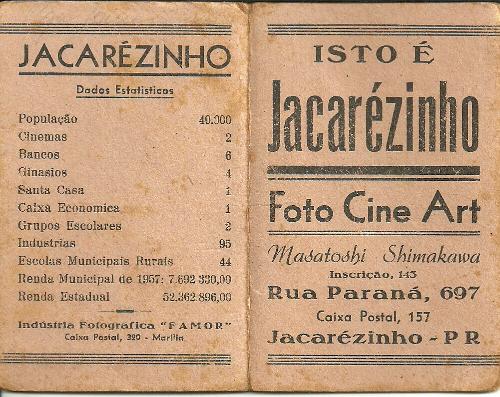 JACARÉZINHO
Dados Estatisticos
População 40.000
Cinemas 2
Bancos 6
Ginasios 4
Santa Casa 1
Caixa Economica 1
Grupos Escolares 2
Industrias 95
Escolas Municipais Rurais 44
Renda Municipal de 1957: 7.692 330,00
Renda Estadual 52.362 896,00
Indústria Fotografica "FAMOR"
Caixa Postal, 320 - Marilia
ISTO É
Jacarézinho
Foto Cine Art
Masatoshi Shimakawa
Inscrição, 143
Rua Paraná, 697
Caixa Postal, 157
Jacarézinho - PR